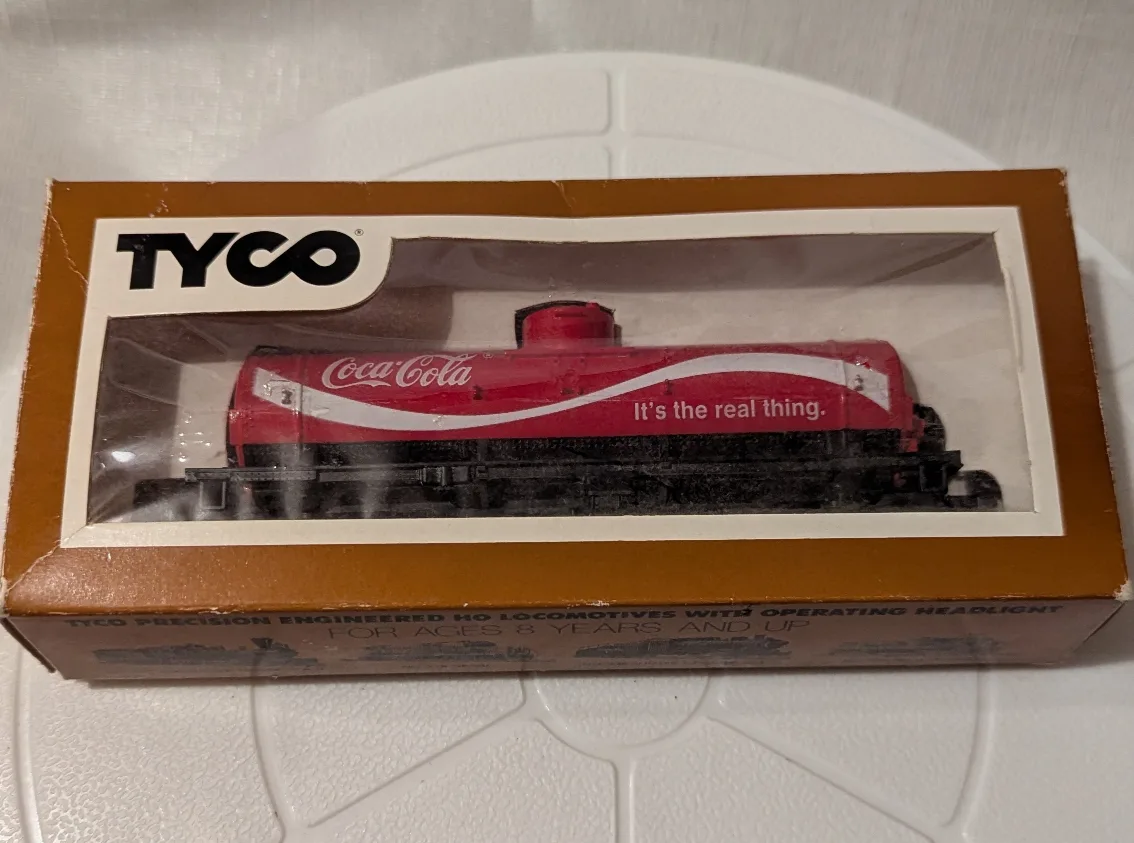 TYCO®
Coca-Cola®
It's the real thing.
TYCO PRECISION ENGINEERED HO LOCOMOTIVES WITH OPERATING HEADLIGHT
FOR AGES 8 YEARS AND UP